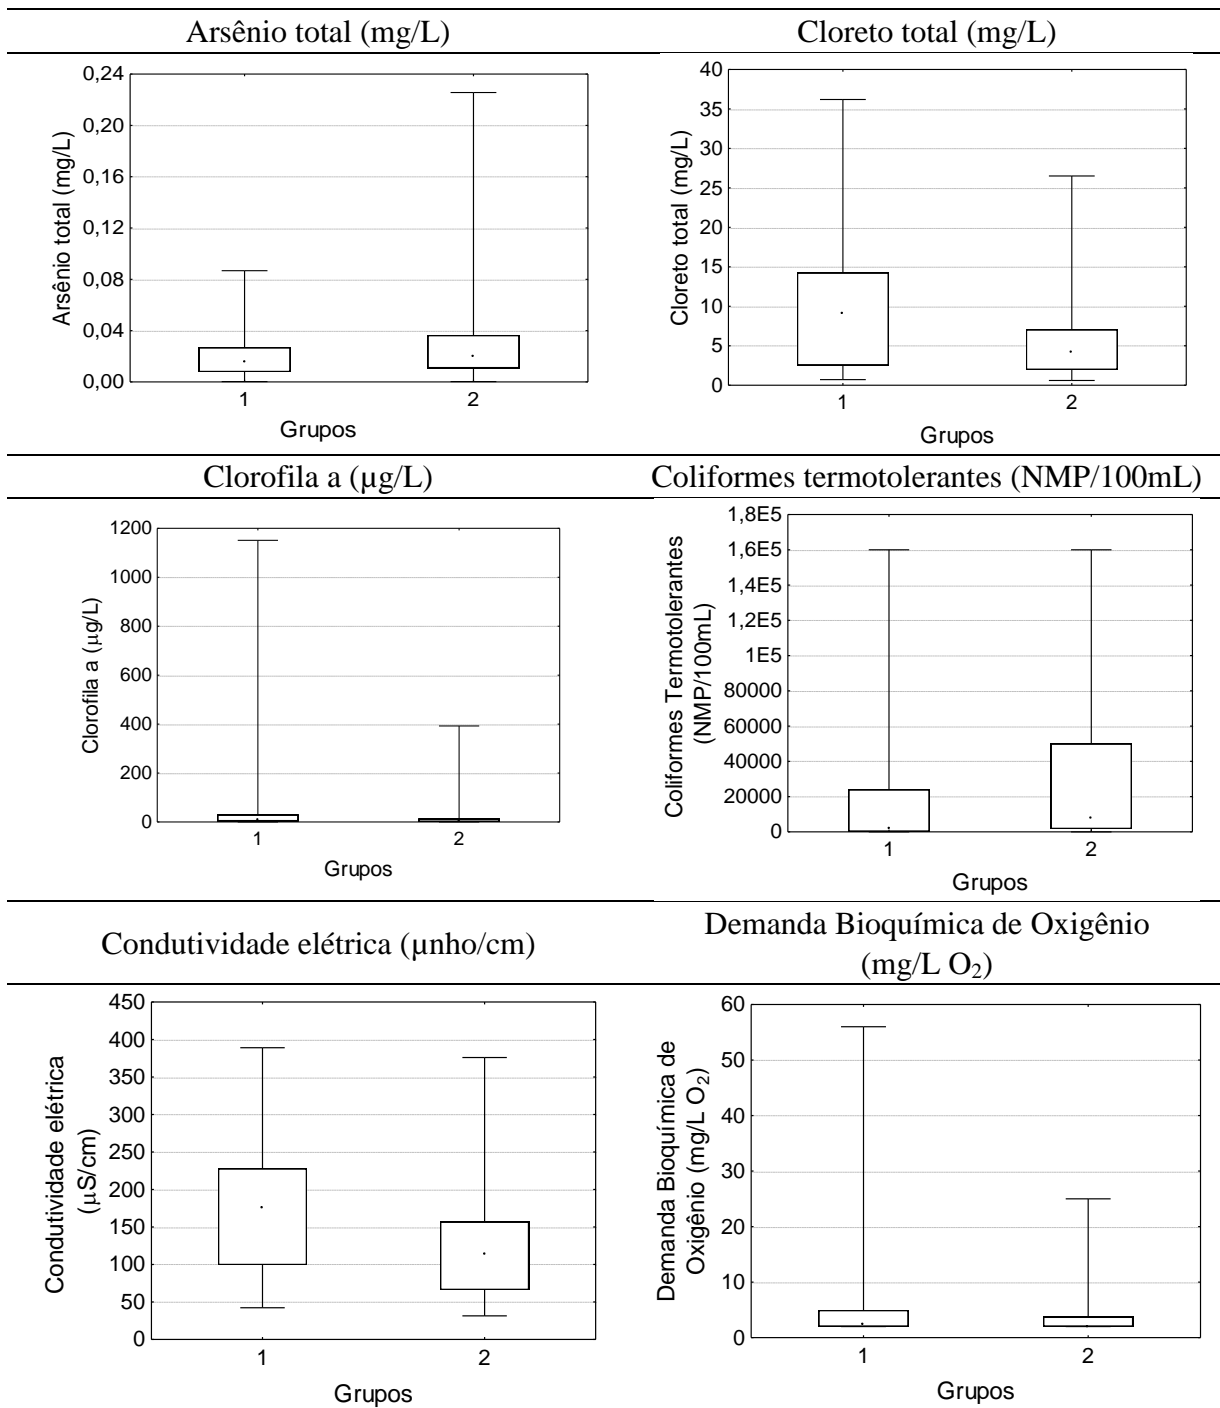 Arsênio total (mg/L)
Cloreto total (mg/L)
Arsênio total (mg/L)
0,24
0,20
0,16
0,12
0,08
0,04
0,00
1 2
Grupos
Cloreto total (mg/L)
40
35
30
25
20
15
10
5
0
1 2
Grupos
Clorofila a (µg/L)
Coliformes termotolerantes (NMP/100mL)
Clorofila a (µg/L)
1200
1000
800
600
400
200
0
1 2
Grupos
Coliformes Termotolerantes
(NMP/100mL)
1,8E5
1,6E5
1,4E5
1,2E5
1E5
80000
60000
40000
20000
0
1 2
Grupos
Condutividade elétrica (µnho/cm)
Demanda Bioquímica de Oxigênio
(mg/L O₂)
Condutividade elétrica
(µS/cm)
450
400
350
300
250
200
150
100
50
0
1 2
Grupos
Demanda Bioquímica de
Oxigênio (mg/L O₂)
60
50
40
30
20
10
0
1 2
Grupos